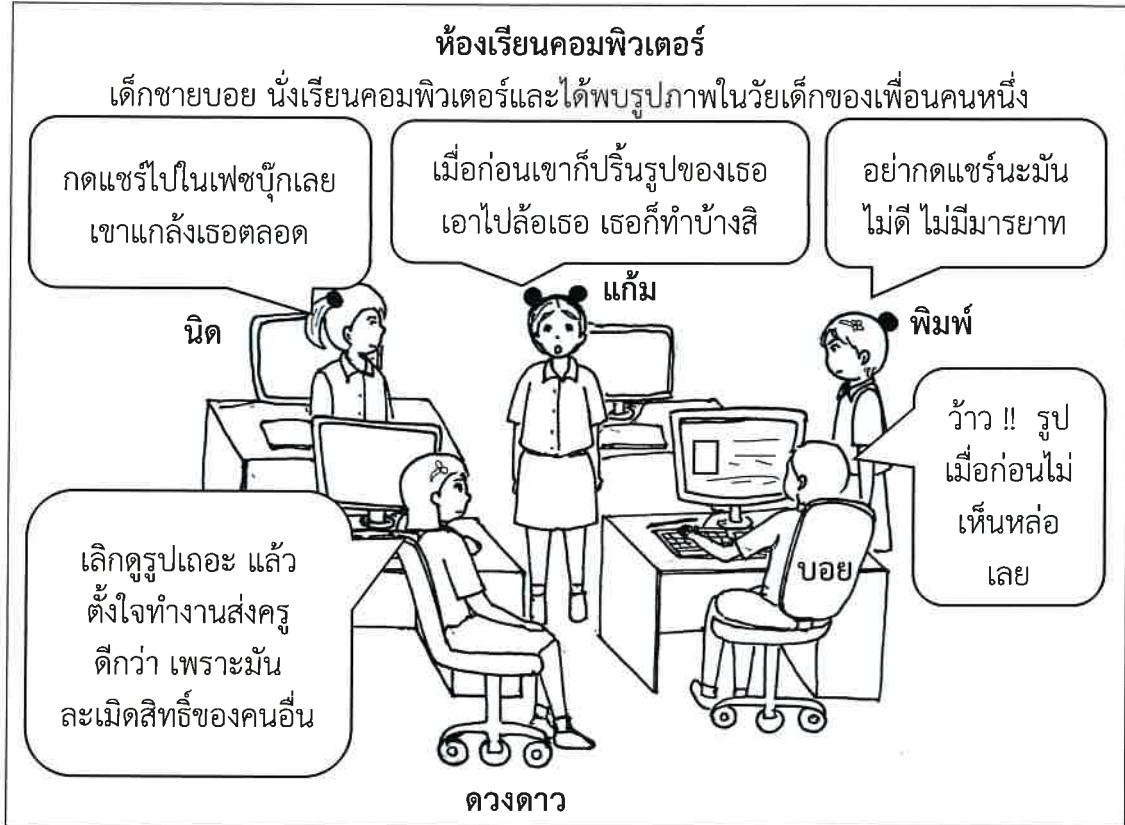 ห้องเรียนคอมพิวเตอร์
เด็กชายบอย นั่งเรียนคอมพิวเตอร์และได้พบรูปภาพในวัยเด็กของเพื่อนคนหนึ่ง
กดแชร์ไปในเฟซบุ๊กเลย
เขาแกล้งเธอตลอด
นิด
เมื่อก่อนเขาก็ปริ้นรูปของเธอ
เอาไปล้อเธอ เธอก็ทำบ้างสิ
แก้ม
อย่ากดแชร์นะมัน
ไม่ดี ไม่มีมารยาท
พิมพ์
ว้าว !! รูป
เมื่อก่อนไม่
เห็นหล่อ
เลย
บอย
เลิกดูรูปเถอะ แล้ว
ตั้งใจทำงานส่งครู
ดีกว่า เพราะมัน
ละเมิดสิทธิ์ของคนอื่น
ดวงดาว